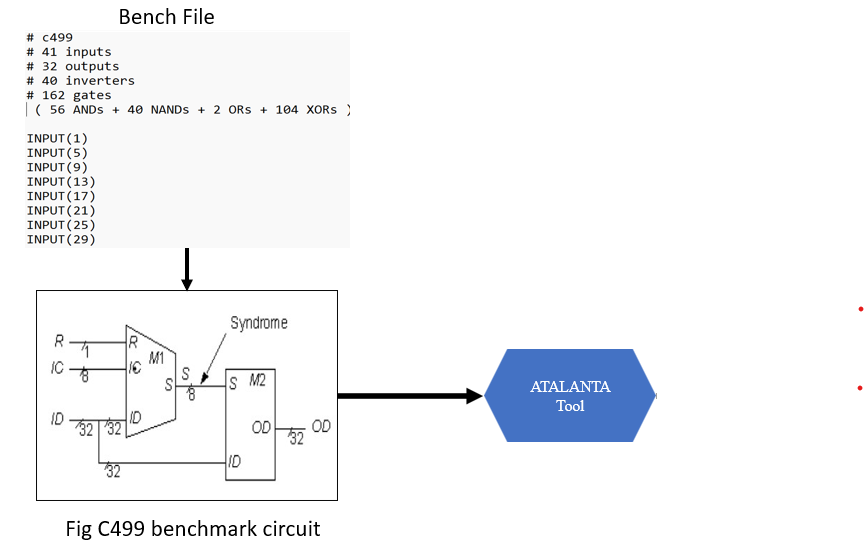 Bench File
# c499
# 41 inputs
# 32 outputs
# 40 inverters
# 162 gates
( 56 ANDs + 40 NANDs + 2 ORs + 104 XORs )
INPUT(1)
INPUT(5)
INPUT(9)
INPUT(13)
INPUT(17)
INPUT(21)
INPUT(25)
INPUT(29)
Syndrome
R 1 R
M1
IC 8 IC
S S 8 S M2
ID 32 32 ID
OD 32 OD
32 ID
ATALANTA
Tool
Fig C499 benchmark circuit